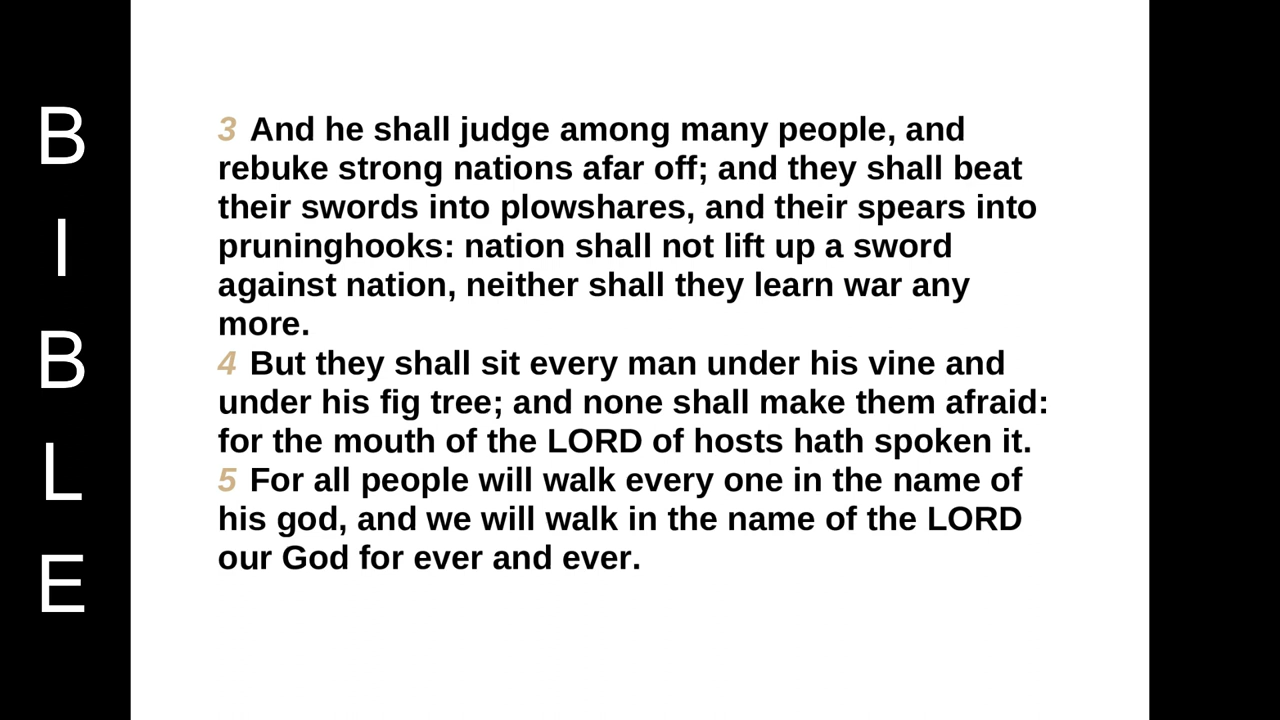 B
I
B
L
E
3 And he shall judge among many people, and
rebuke strong nations afar off; and they shall beat
their swords into plowshares, and their spears into
pruninghooks: nation shall not lift up a sword
against nation, neither shall they learn war any
more.
4 But they shall sit every man under his vine and
under his fig tree; and none shall make them afraid:
for the mouth of the LORD of hosts hath spoken it.
5 For all people will walk every one in the name of
his god, and we will walk in the name of the LORD
our God for ever and ever.